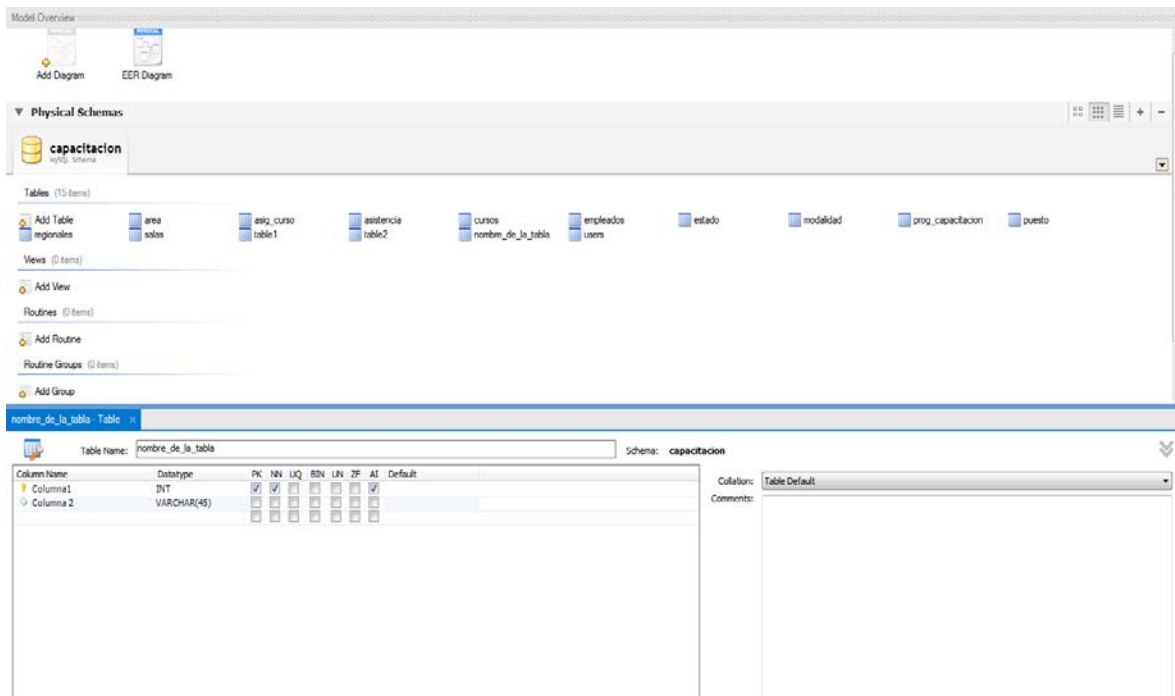 Model Overview
Add Diagram EER Diagram
Physical Schemas
capacitacion
MySQL Schema
Tables (15 items)
Add Table area asig_curso asistencia cursos empleados estado modalidad prog_capacitacion puesto
regionales salas table1 table2 nombre_de_la_tabla users
Views (0 items)
Add View
Routines (0 items)
Add Routine
Routine Groups (0 items)
Add Group
nombre_de_la_tabla - Table ×
Table Name: nombre_de_la_tabla Schema: capacitacion
Column Name Datatype PK NN UQ BIN UN ZF AI Default
Columna1 INT
Columna 2 VARCHAR(45)
Collation: Table Default
Comments: